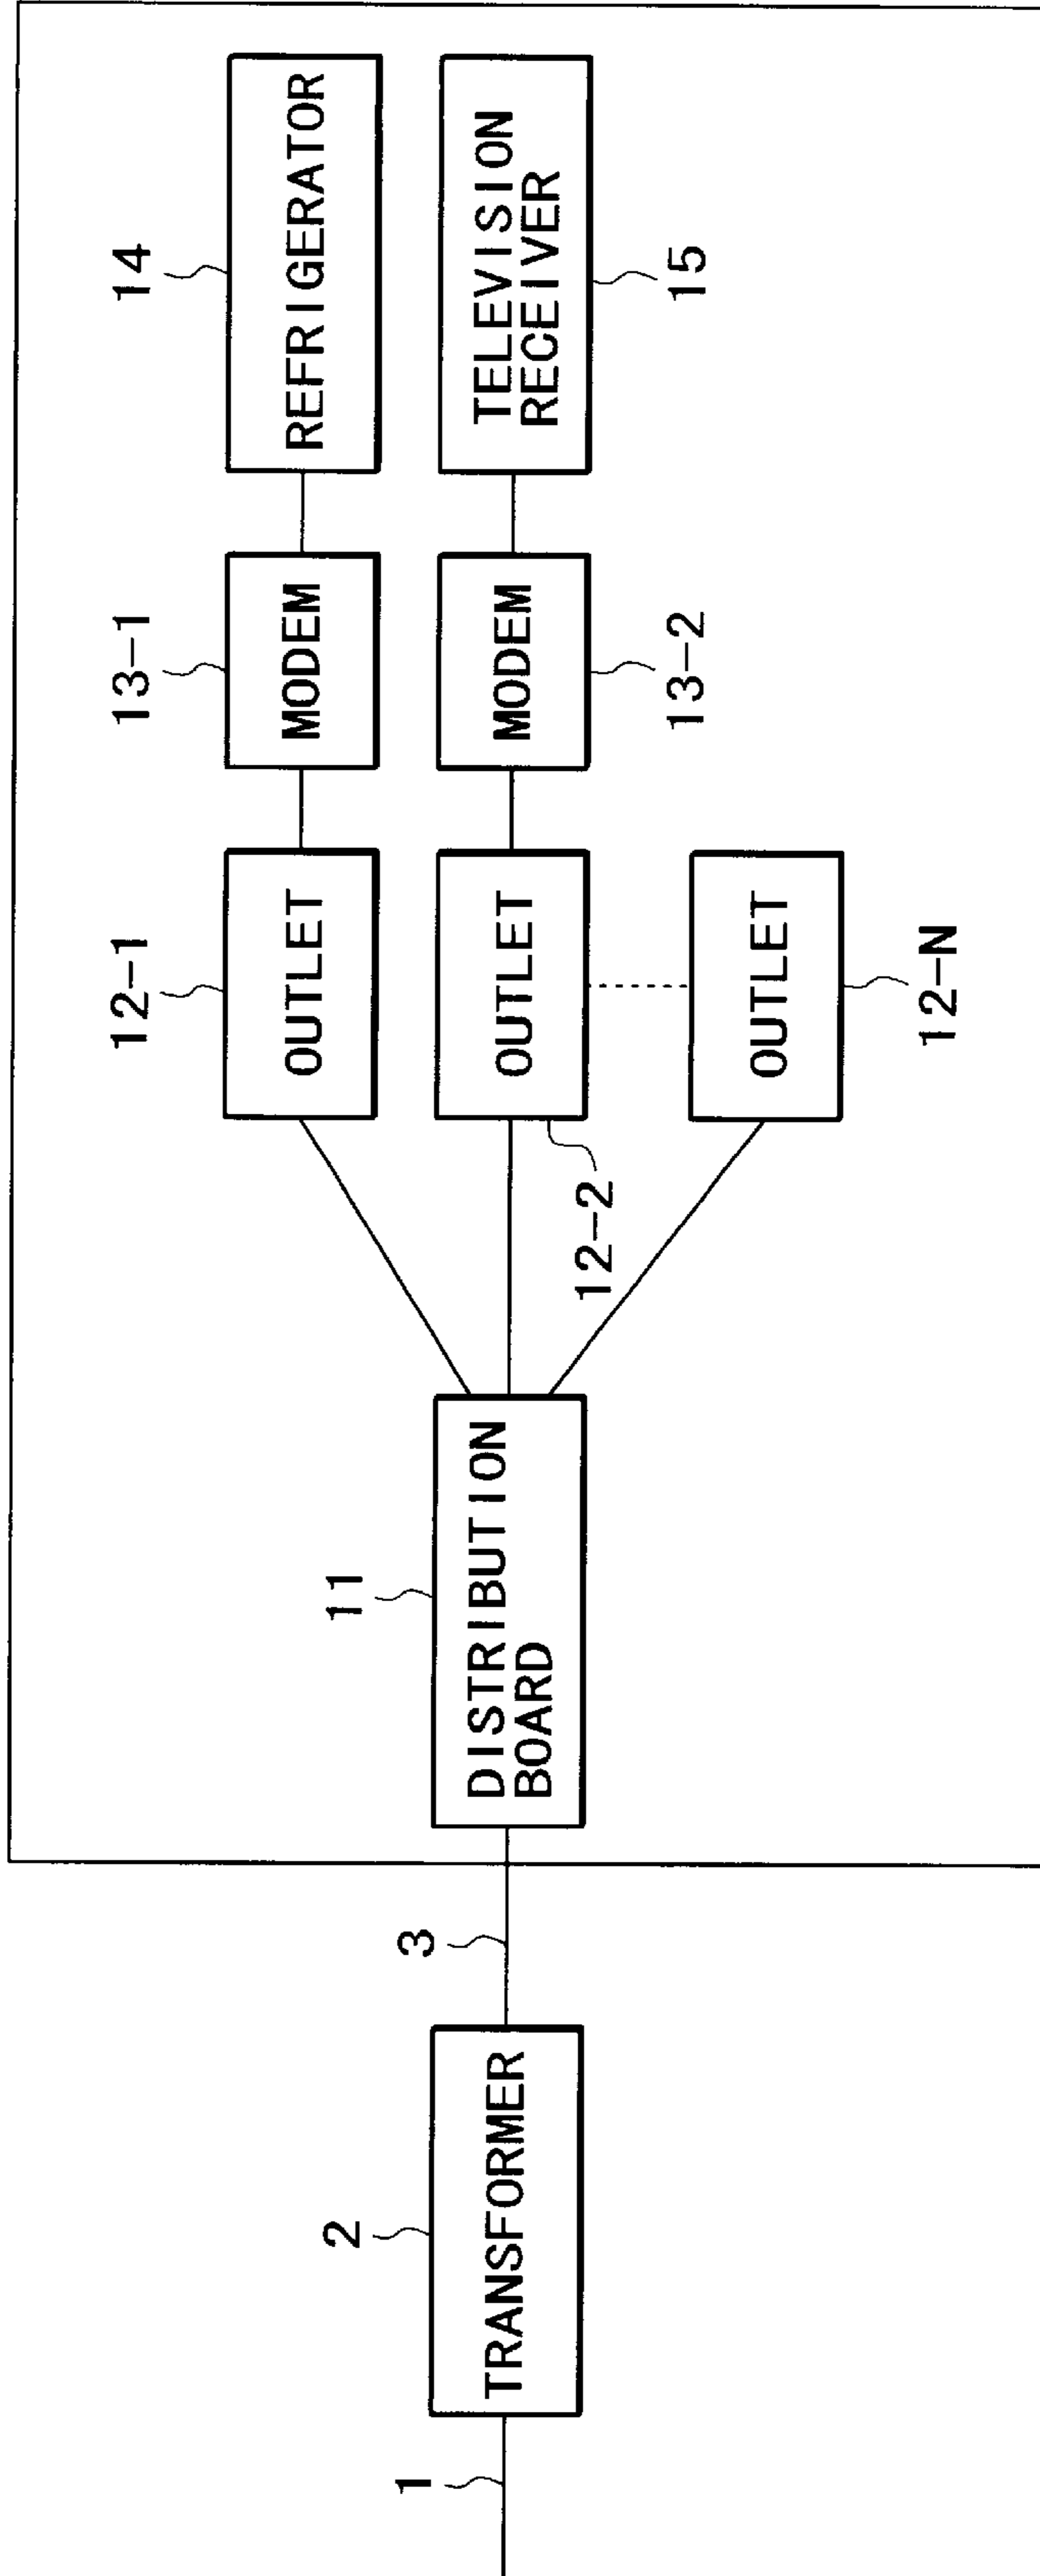 1
2
TRANSFORMER
3
11
DISTRIBUTION
BOARD
12-1
OUTLET
13-1
MODEM
14
REFRIGERATOR
12-2
OUTLET
MODEM
13-2
TELEVISION
RECEIVER
15
OUTLET
12-N